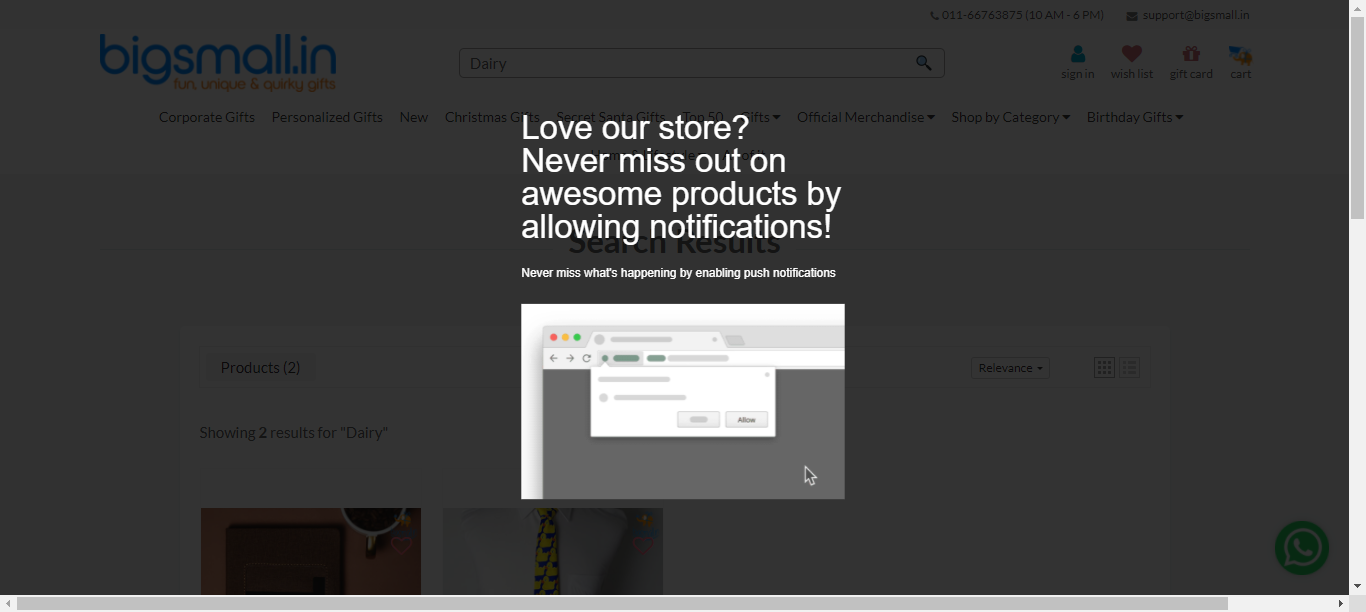 011-66763875 (10 AM - 6 PM) support@bigsmall.in
bigsmall.in
fun, unique & quirky gifts
Dairy
sign in wish list gift card cart
Corporate Gifts Personalized Gifts New Christmas Gifts Secret Santa Gifts Top 50 Gifts Official Merchandise Shop by Category Birthday Gifts
Love our store?
Never miss out on
awesome products by
allowing notifications!
Search Results
Never miss what's happening by enabling push notifications
Allow
Products (2)
Relevance
Showing 2 results for "Dairy"